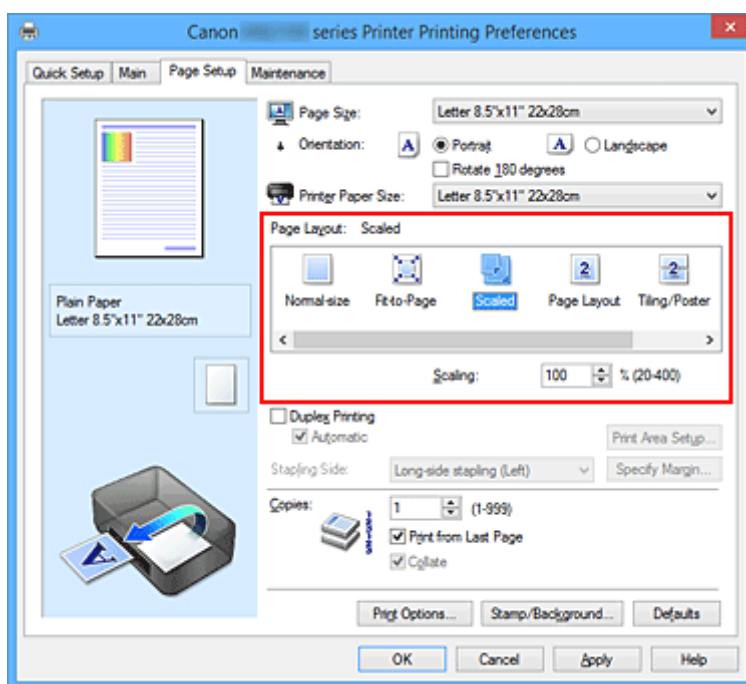 Canon series Printer Printing Preferences
Quick Setup Main Page Setup Maintenance
Page Size: Letter 8.5"x11" 22x28cm
Orientation: A Portrait A Landscape
Rotate 180 degrees
Printer Paper Size: Letter 8.5"x11" 22x28cm
Page Layout: Scaled
Normal-size Fit-to-Page Scaled Page Layout Tiling/Poster
Scaling: 100 % (20-400)
Plain Paper
Letter 8.5"x11" 22x28cm
Duplex Printing
Automatic Print Area Setup...
Stapling Side: Long-side stapling (Left) Specify Margin...
Copies: 1 (1-999)
Print from Last Page
Collate
Print Options... Stamp/Background... Defaults
OK Cancel Apply Help